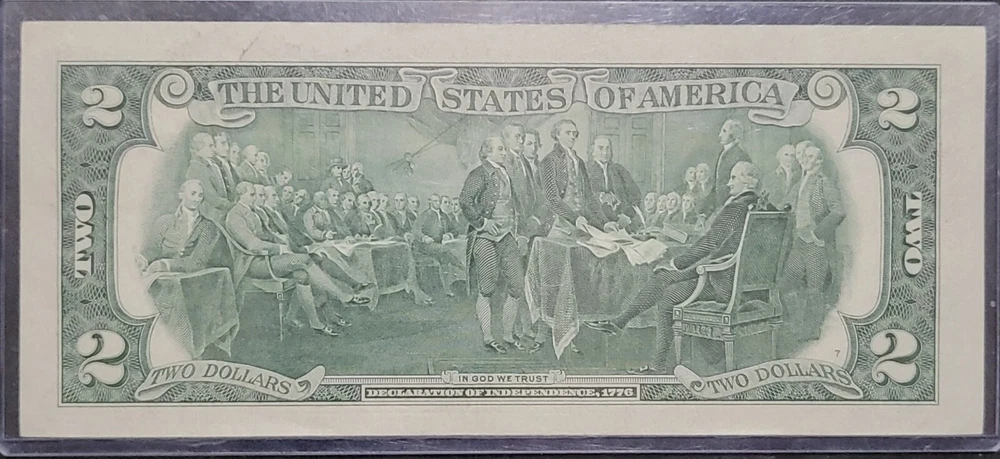 THE UNITED STATES OF AMERICA
2
2
TWO
TWO
2
2
7
TWO DOLLARS
TWO DOLLARS
IN GOD WE TRUST
DECLARATION OF INDEPENDENCE, 1776